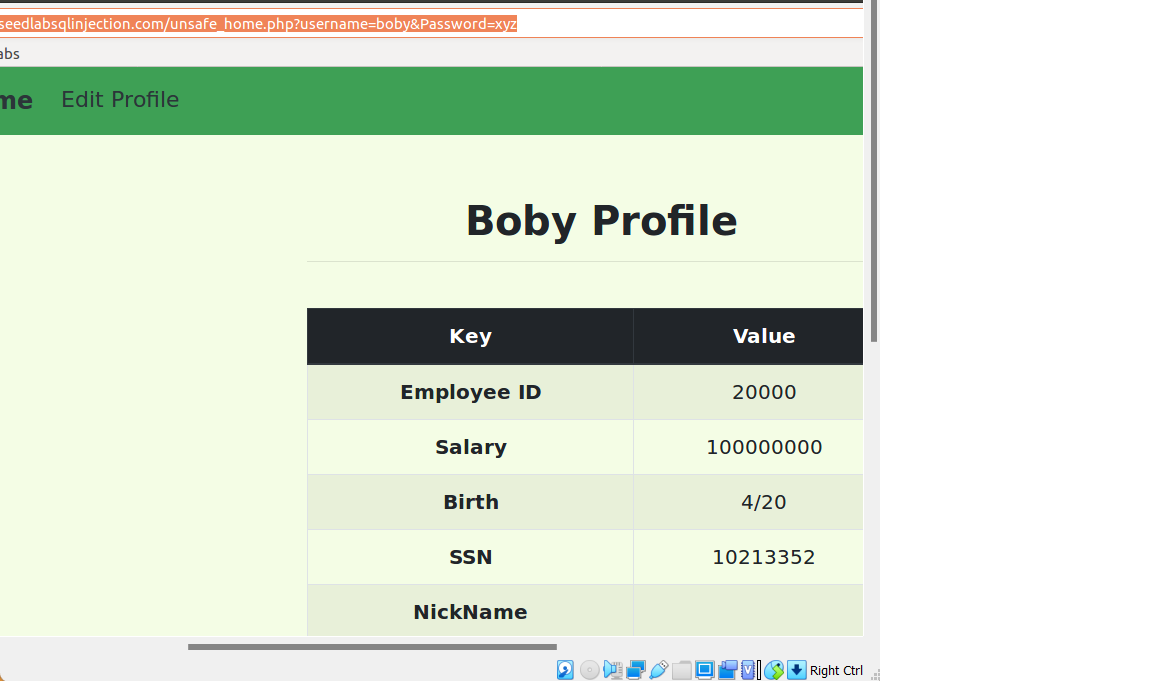 seedlabsqlinjection.com/unsafe_home.php?username=boby&Password=xyz
abs
me Edit Profile
Boby Profile
Key Value
Employee ID 20000
Salary 100000000
Birth 4/20
SSN 10213352
NickName
Right Ctrl